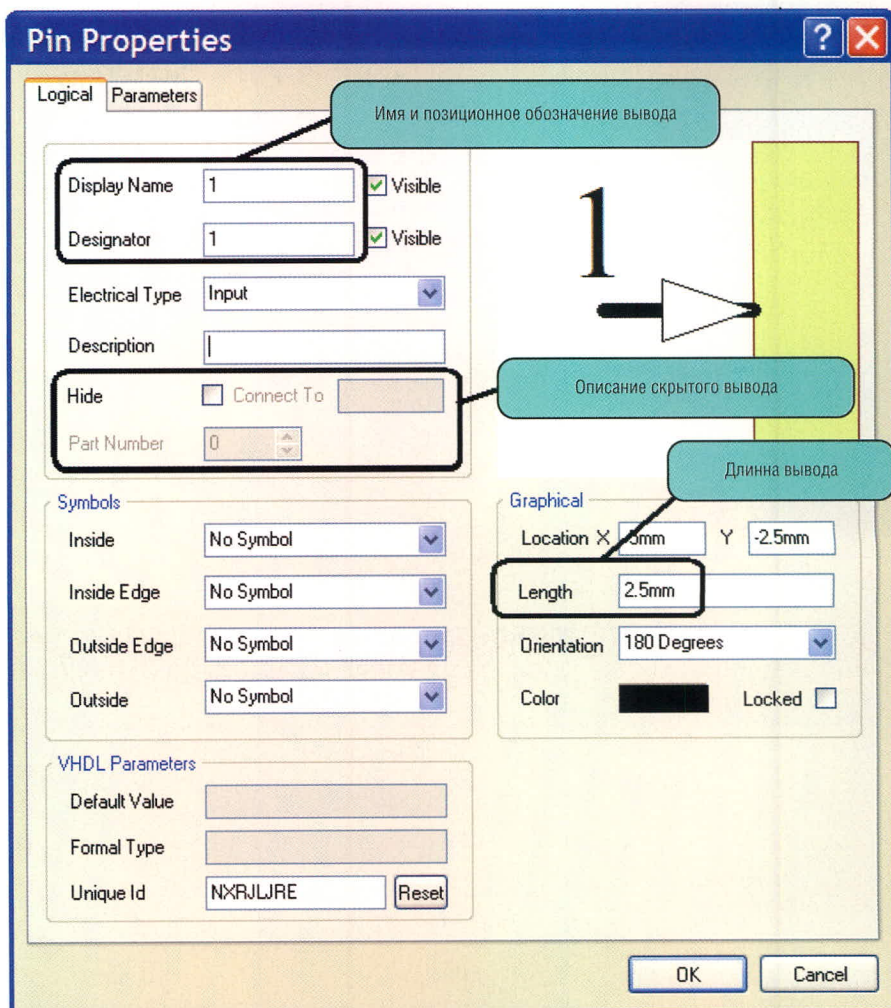 Pin Properties
Logical Parameters
Имя и позиционное обозначение вывода
Display Name 1 Visible
Designator 1 Visible
1
Electrical Type Input
Description
Hide Connect To
Описание скрытого вывода
Part Number 0
Длинна вывода
Symbols
Inside No Symbol
Inside Edge No Symbol
Outside Edge No Symbol
Outside No Symbol
Graphical
Location X Y -2.5mm
Length 2.5mm
Orientation 180 Degrees
Color Locked
VHDL Parameters
Default Value
Formal Type
Unique Id NXRJLJRE Reset
OK Cancel